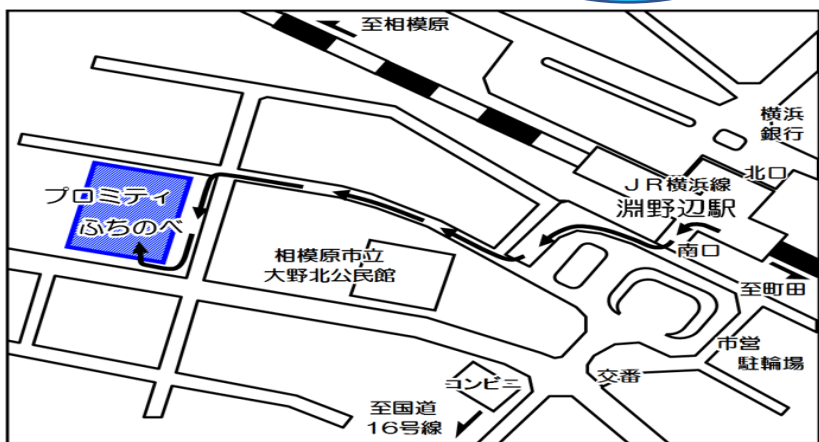 至相模原
横浜
銀行
北口
JR横浜線
淵野辺駅
南口
至町田
プロミティ
ふちのべ
相模原市立
大野北公民館
市営
駐輪場
交番
コンビニ
至国道
16号線